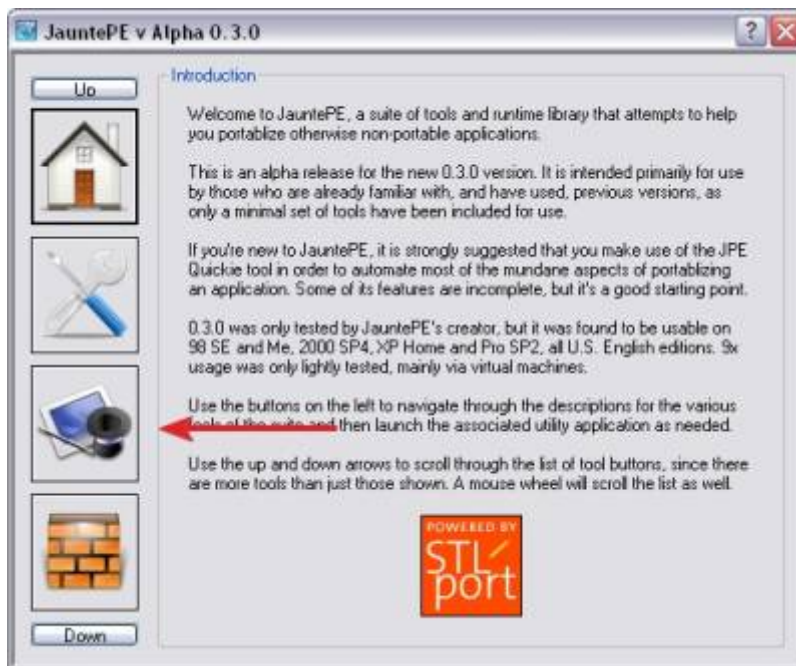 JauntePE v Alpha 0.3.0
Up
Introduction
Welcome to JauntePE, a suite of tools and runtime library that attempts to help
you portablize otherwise non-portable applications.
This is an alpha release for the new 0.3.0 version. It is intended primarily for use
by those who are already familiar with, and have used, previous versions, as
only a minimal set of tools have been included for use.
If you're new to JauntePE, it is strongly suggested that you make use of the JPE
Quickie tool in order to automate most of the mundane aspects of portablizing
an application. Some of its features are incomplete, but it's a good starting point.
0.3.0 was only tested by JauntePE's creator, but it was found to be usable on
98 SE and Me, 2000 SP4, XP Home and Pro SP2, all U.S. English editions. 9x
usage was only lightly tested, mainly via virtual machines.
Use the buttons on the left to navigate through the descriptions for the various
tools of the suite and then launch the associated utility application as needed.
Use the up and down arrows to scroll through the list of tool buttons, since there
are more tools than just those shown. A mouse wheel will scroll the list as well.
POWERED BY
STL
port
Down